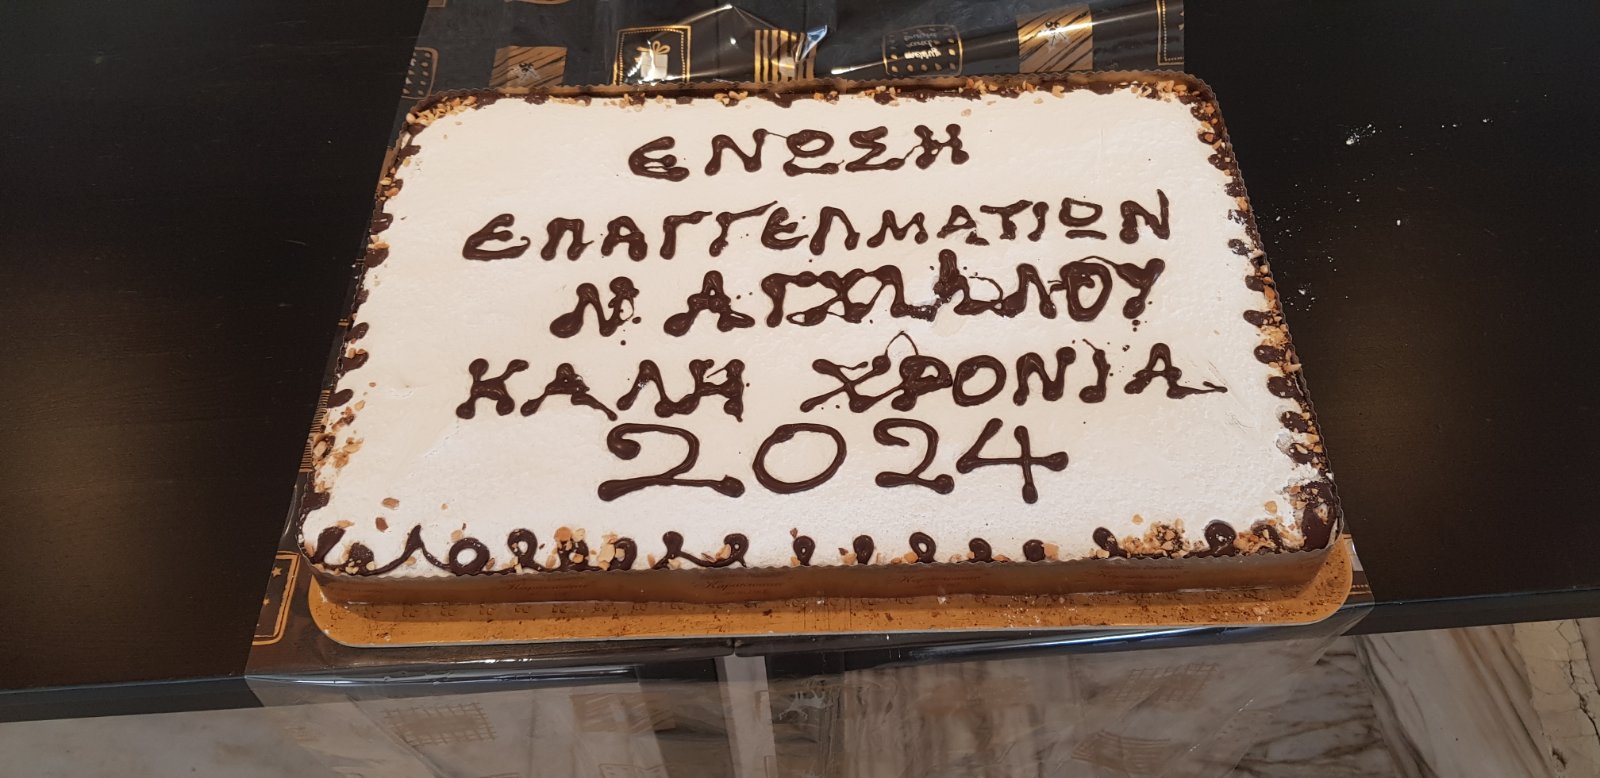 ΕΝΩΣΗ
ΕΠΑΓΓΕΛΜΑΤΙΩΝ
Ν. ΑΓΧΙΑΛΟΥ
ΚΑΛΗ ΧΡΟΝΙΑ
2024